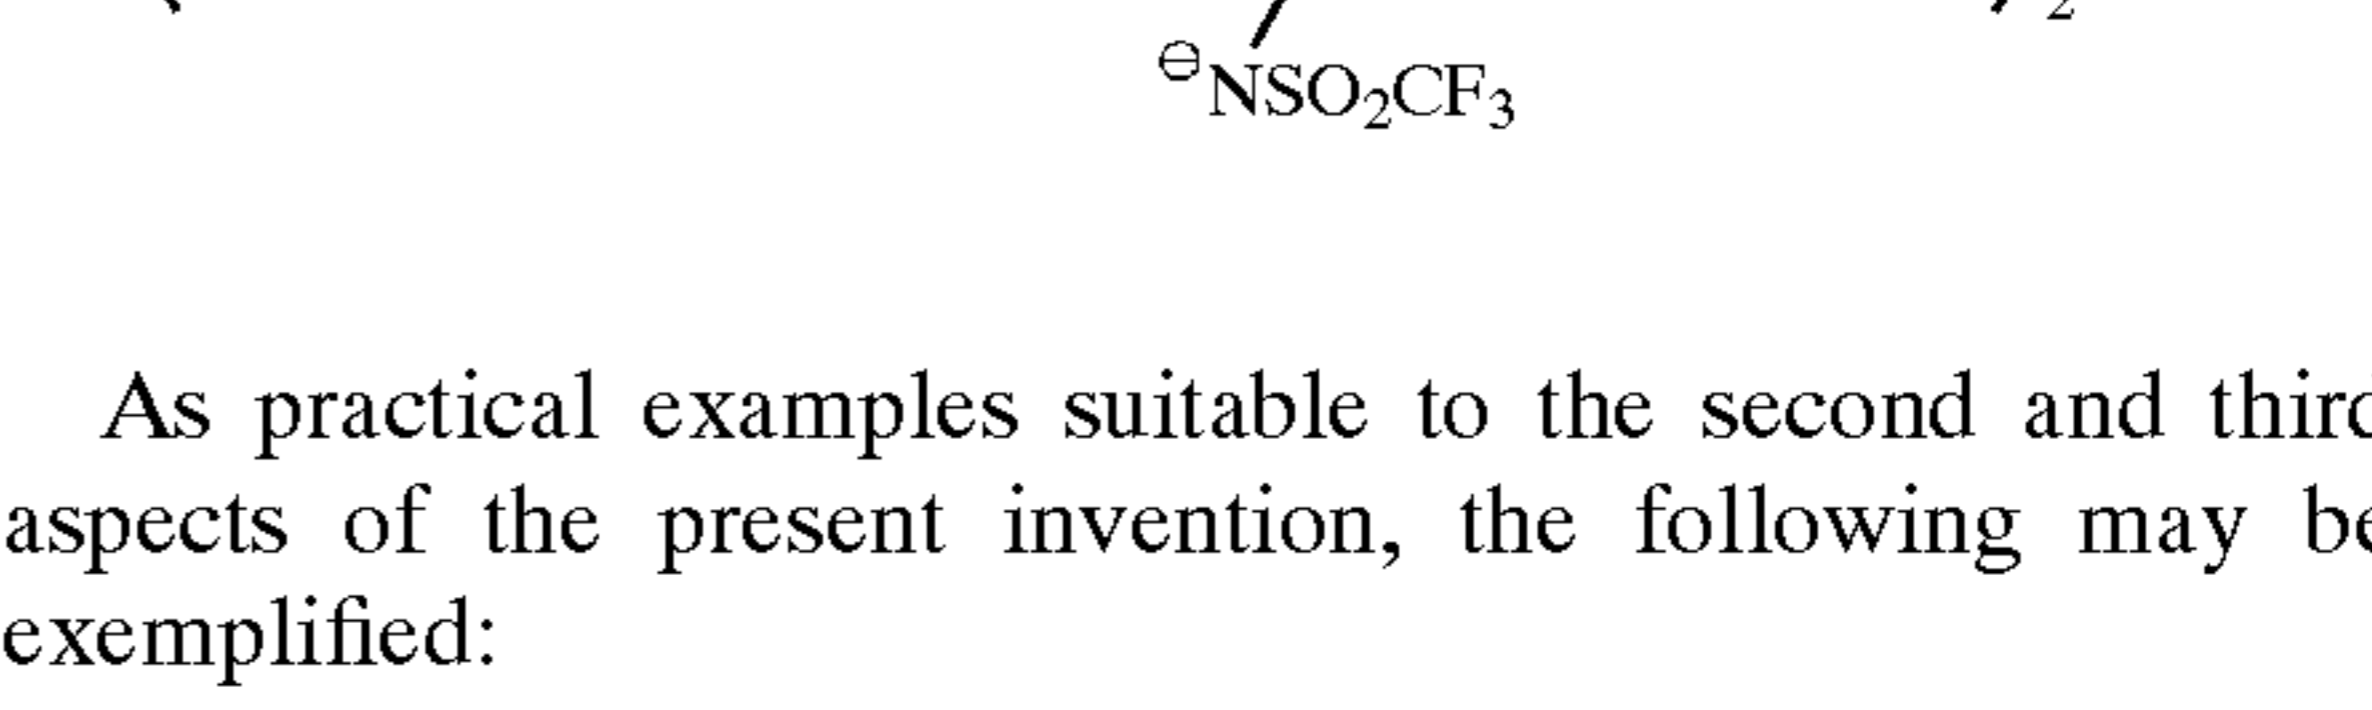 2
⊖NSO2CF3
As practical examples suitable to the second and third
aspects of the present invention, the following may be
exemplified: